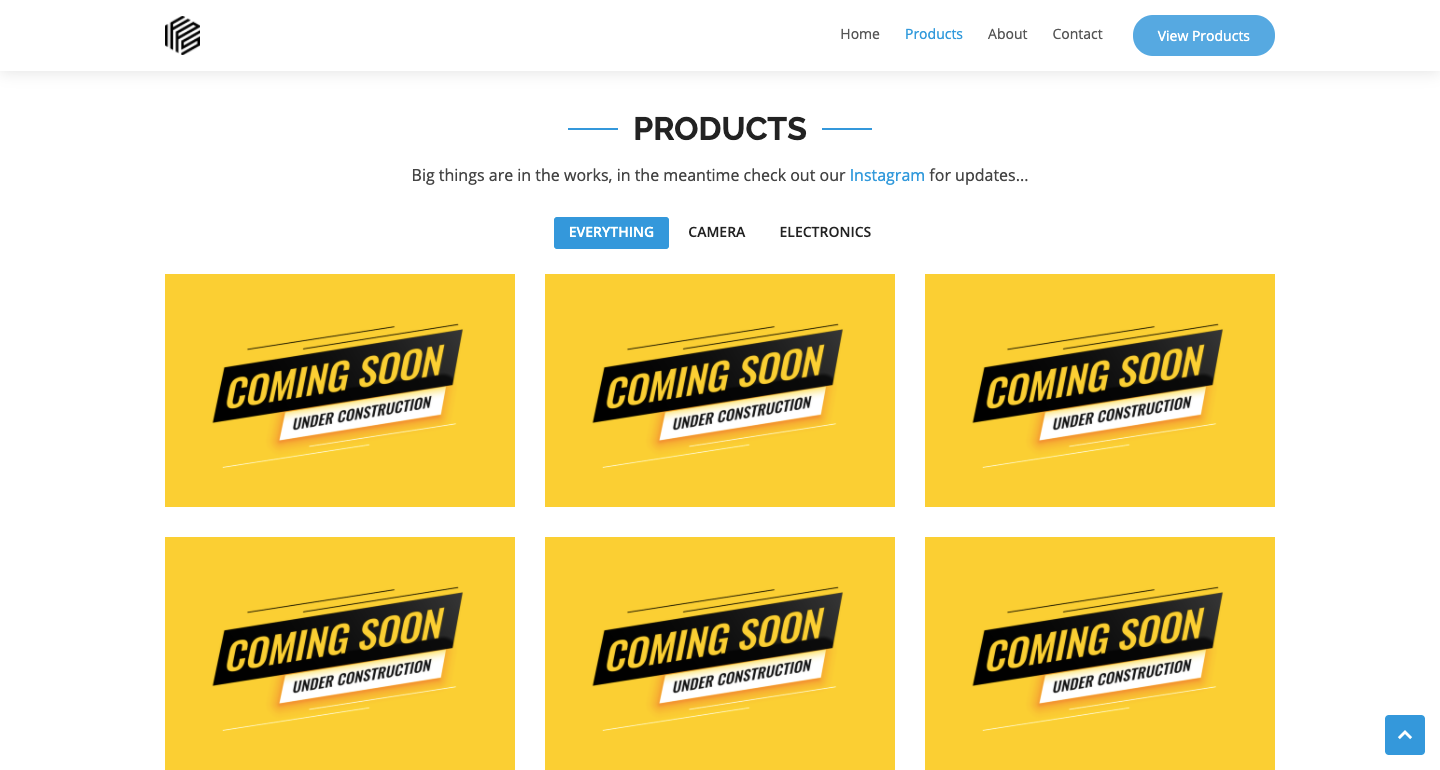 Home Products About Contact View Products
PRODUCTS
Big things are in the works, in the meantime check out our Instagram for updates...
EVERYTHING CAMERA ELECTRONICS
COMING SOON
UNDER CONSTRUCTION
COMING SOON
UNDER CONSTRUCTION
COMING SOON
UNDER CONSTRUCTION
COMING SOON
UNDER CONSTRUCTION
COMING SOON
UNDER CONSTRUCTION
COMING SOON
UNDER CONSTRUCTION